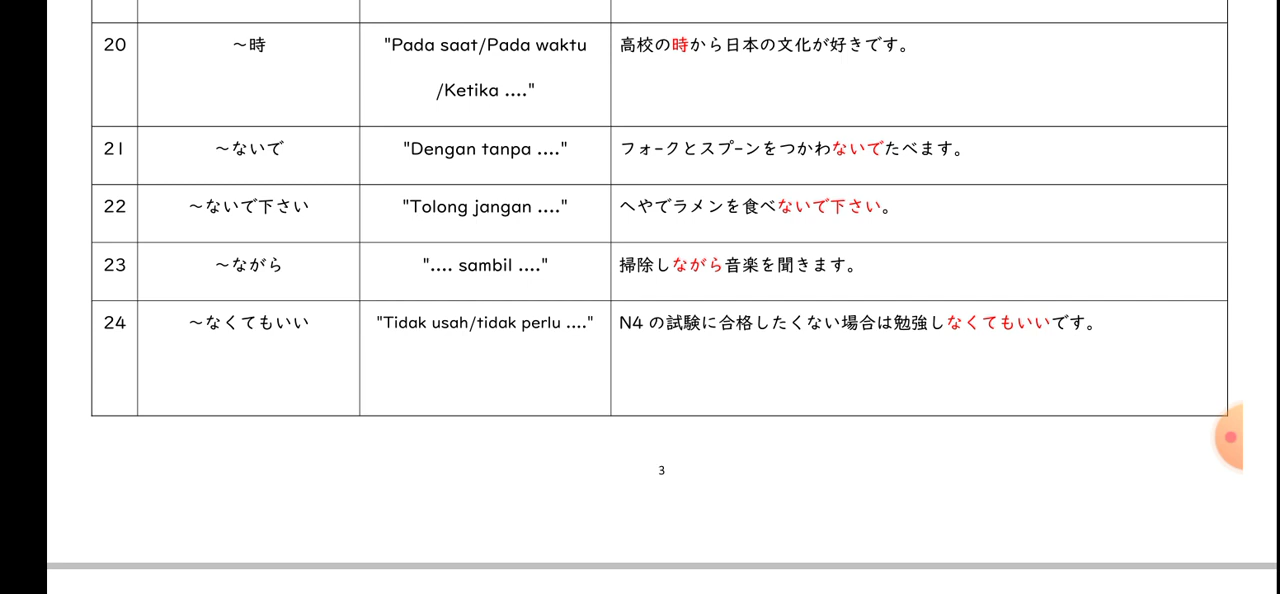 20 ～時 "Pada saat/Pada waktu 高校の時から日本の文化が好きです。
/Ketika ...."
21 ～ないで "Dengan tanpa ...." フォ-クとスプ-ンをつかわないでたべます。
22 ～ないで下さい "Tolong jangan ...." へやでラメンを食べないで下さい。
23 ～ながら ".... sambil ...." 掃除しながら音楽を聞きます。
24 ～なくてもいい "Tidak usah/tidak perlu ...." N4 の試験に合格したくない場合は勉強しなくてもいいです。
3